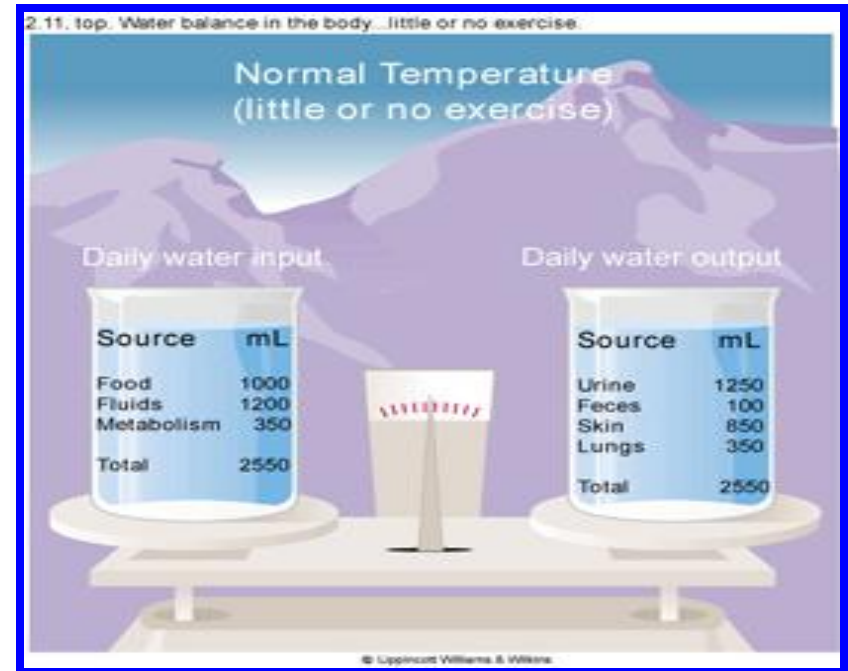 2.11, top. Water balance in the body...little or no exercise.
Normal Temperature
(little or no exercise)
Daily water input
Daily water output
Source mL
Food 1000
Fluids 1200
Metabolism 350
Total 2550
Source mL
Urine 1250
Feces 100
Skin 850
Lungs 350
Total 2550
© Lippincott Williams & Wilkins